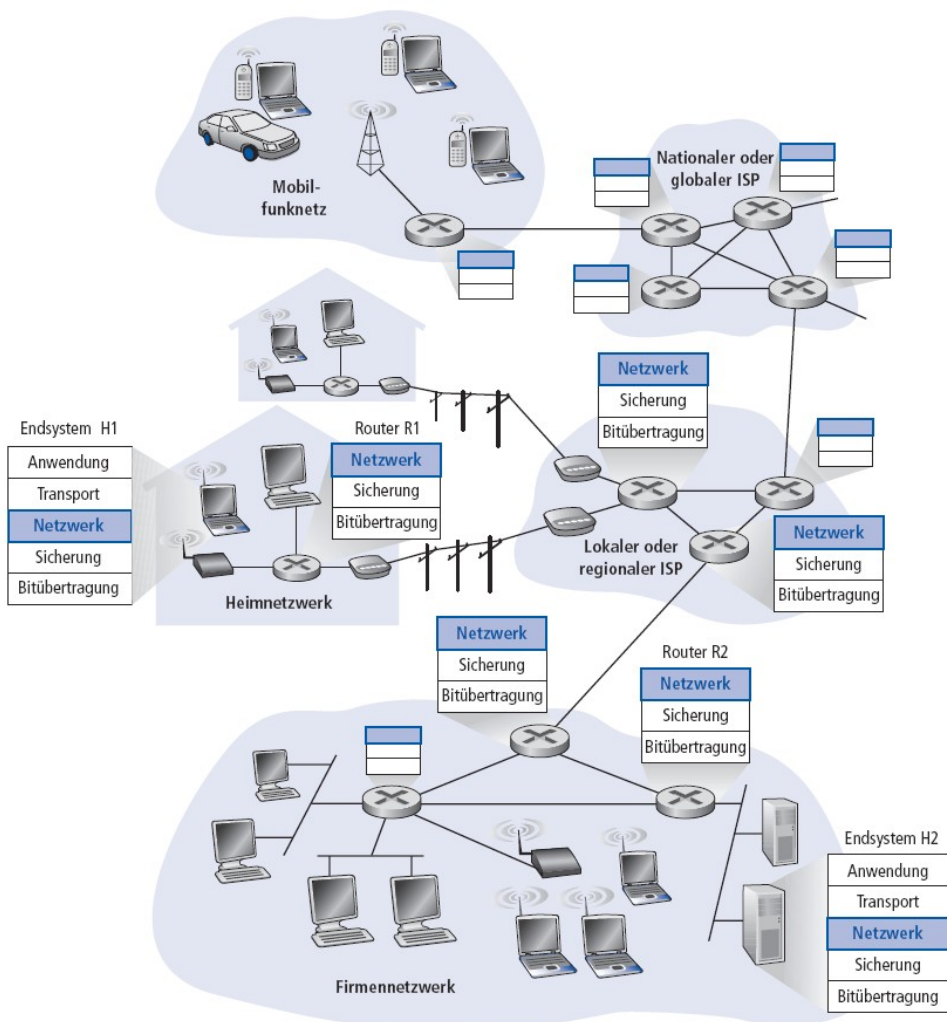 Mobil-
funknetz
Nationaler oder
globaler ISP
Netzwerk
Sicherung
Bitübertragung
Endsystem H1
Anwendung
Transport
Netzwerk
Sicherung
Bitübertragung
Router R1
Netzwerk
Sicherung
Bitübertragung
Heimnetzwerk
Lokaler oder
regionaler ISP
Netzwerk
Sicherung
Bitübertragung
Netzwerk
Sicherung
Bitübertragung
Router R2
Netzwerk
Sicherung
Bitübertragung
Endsystem H2
Anwendung
Transport
Netzwerk
Sicherung
Bitübertragung
Firmennetzwerk